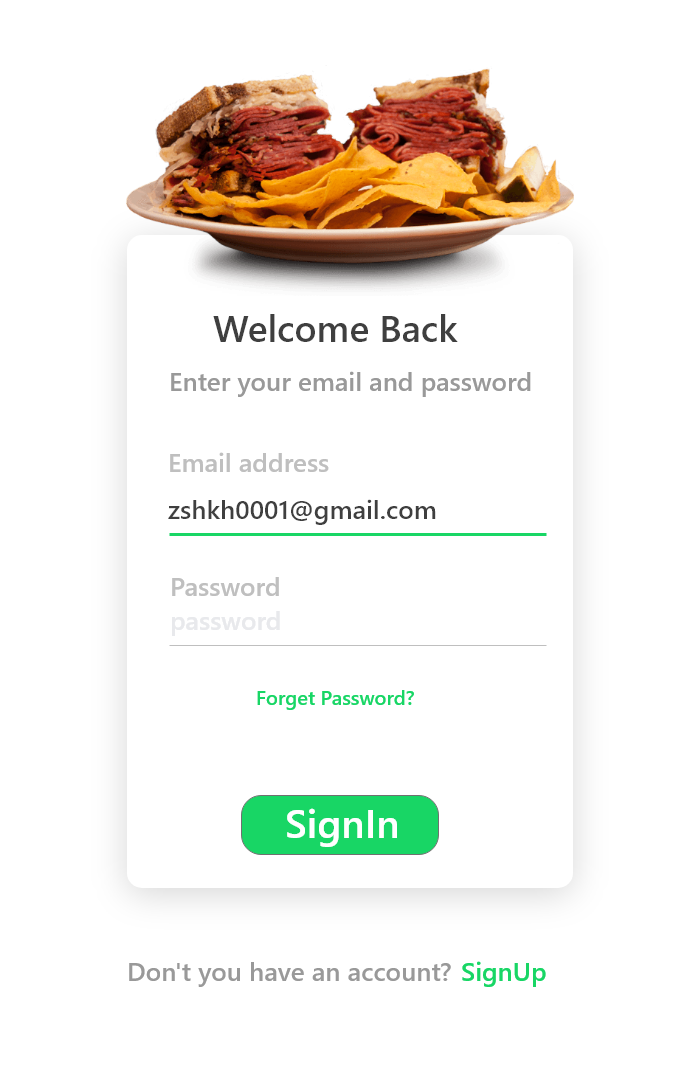 Welcome Back
Enter your email and password
Email address
zshkh0001@gmail.com
Password
password
Forget Password?
SignIn
Don't you have an account? SignUp